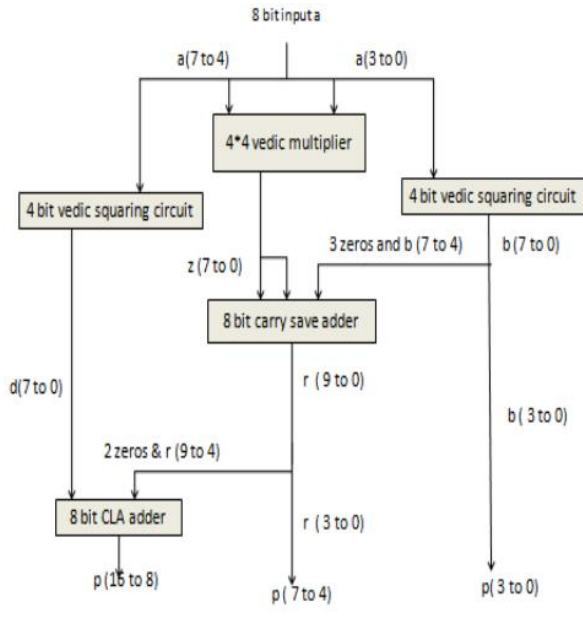 8 bit input a
a(7 to 4)
a(3 to 0)
4*4 vedic multiplier
4 bit vedic squaring circuit
4 bit vedic squaring circuit
3 zeros and b (7 to 4)
b(7 to 0)
z (7 to 0)
8 bit carry save adder
r ( 9 to 0)
d(7 to 0)
b( 3 to 0)
2 zeros & r (9 to 4)
8 bit CLA adder
r ( 3 to 0)
p (16 to 8)
p( 7 to 4)
p( 3 to 0)